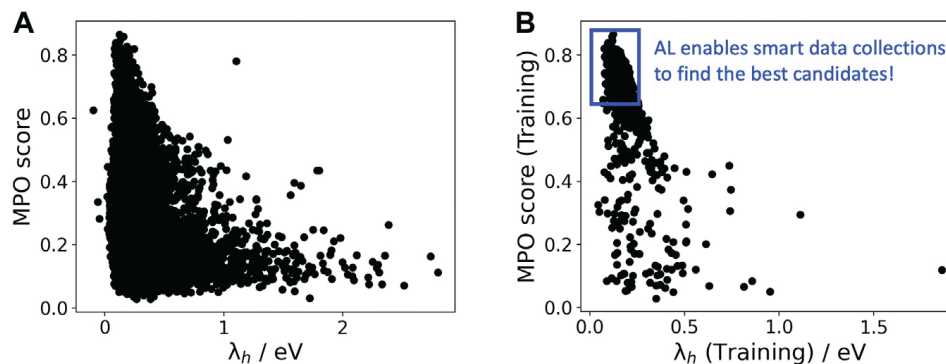 A
MPO score
0.8
0.6
0.4
0.2
0.0
0
1
2
λh / eV
B
MPO score (Training)
0.8
0.6
0.4
0.2
0.0
0.0
0.5
1.0
1.5
λh (Training) / eV
AL enables smart data collections
to find the best candidates!